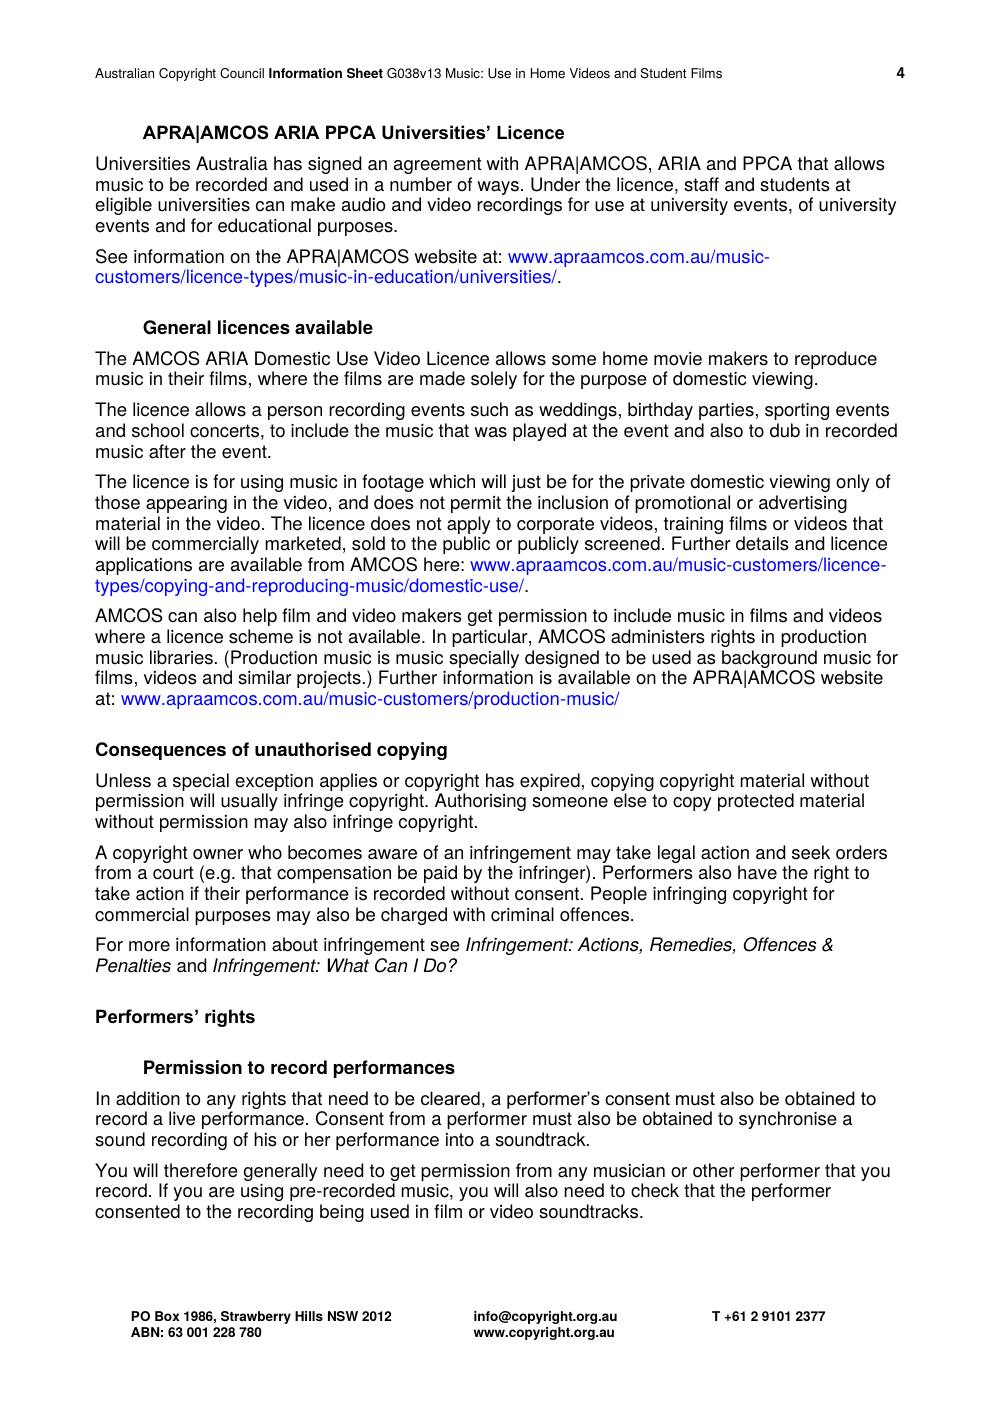 Australian Copyright Council Information Sheet G038v13 Music: Use in Home Videos and Student Films 4
APRA|AMCOS ARIA PPCA Universities’ Licence
Universities Australia has signed an agreement with APRA|AMCOS, ARIA and PPCA that allows
music to be recorded and used in a number of ways. Under the licence, staff and students at
eligible universities can make audio and video recordings for use at university events, of university
events and for educational purposes.
See information on the APRA|AMCOS website at: www.apraamcos.com.au/music-
customers/licence-types/music-in-education/universities/.
General licences available
The AMCOS ARIA Domestic Use Video Licence allows some home movie makers to reproduce
music in their films, where the films are made solely for the purpose of domestic viewing.
The licence allows a person recording events such as weddings, birthday parties, sporting events
and school concerts, to include the music that was played at the event and also to dub in recorded
music after the event.
The licence is for using music in footage which will just be for the private domestic viewing only of
those appearing in the video, and does not permit the inclusion of promotional or advertising
material in the video. The licence does not apply to corporate videos, training films or videos that
will be commercially marketed, sold to the public or publicly screened. Further details and licence
applications are available from AMCOS here: www.apraamcos.com.au/music-customers/licence-
types/copying-and-reproducing-music/domestic-use/.
AMCOS can also help film and video makers get permission to include music in films and videos
where a licence scheme is not available. In particular, AMCOS administers rights in production
music libraries. (Production music is music specially designed to be used as background music for
films, videos and similar projects.) Further information is available on the APRA|AMCOS website
at: www.apraamcos.com.au/music-customers/production-music/
Consequences of unauthorised copying
Unless a special exception applies or copyright has expired, copying copyright material without
permission will usually infringe copyright. Authorising someone else to copy protected material
without permission may also infringe copyright.
A copyright owner who becomes aware of an infringement may take legal action and seek orders
from a court (e.g. that compensation be paid by the infringer). Performers also have the right to
take action if their performance is recorded without consent. People infringing copyright for
commercial purposes may also be charged with criminal offences.
For more information about infringement see Infringement: Actions, Remedies, Offences &
Penalties and Infringement: What Can I Do?
Performers’ rights
Permission to record performances
In addition to any rights that need to be cleared, a performer’s consent must also be obtained to
record a live performance. Consent from a performer must also be obtained to synchronise a
sound recording of his or her performance into a soundtrack.
You will therefore generally need to get permission from any musician or other performer that you
record. If you are using pre-recorded music, you will also need to check that the performer
consented to the recording being used in film or video soundtracks.
PO Box 1986, Strawberry Hills NSW 2012 info@copyright.org.au T +61 2 9101 2377
ABN: 63 001 228 780 www.copyright.org.au